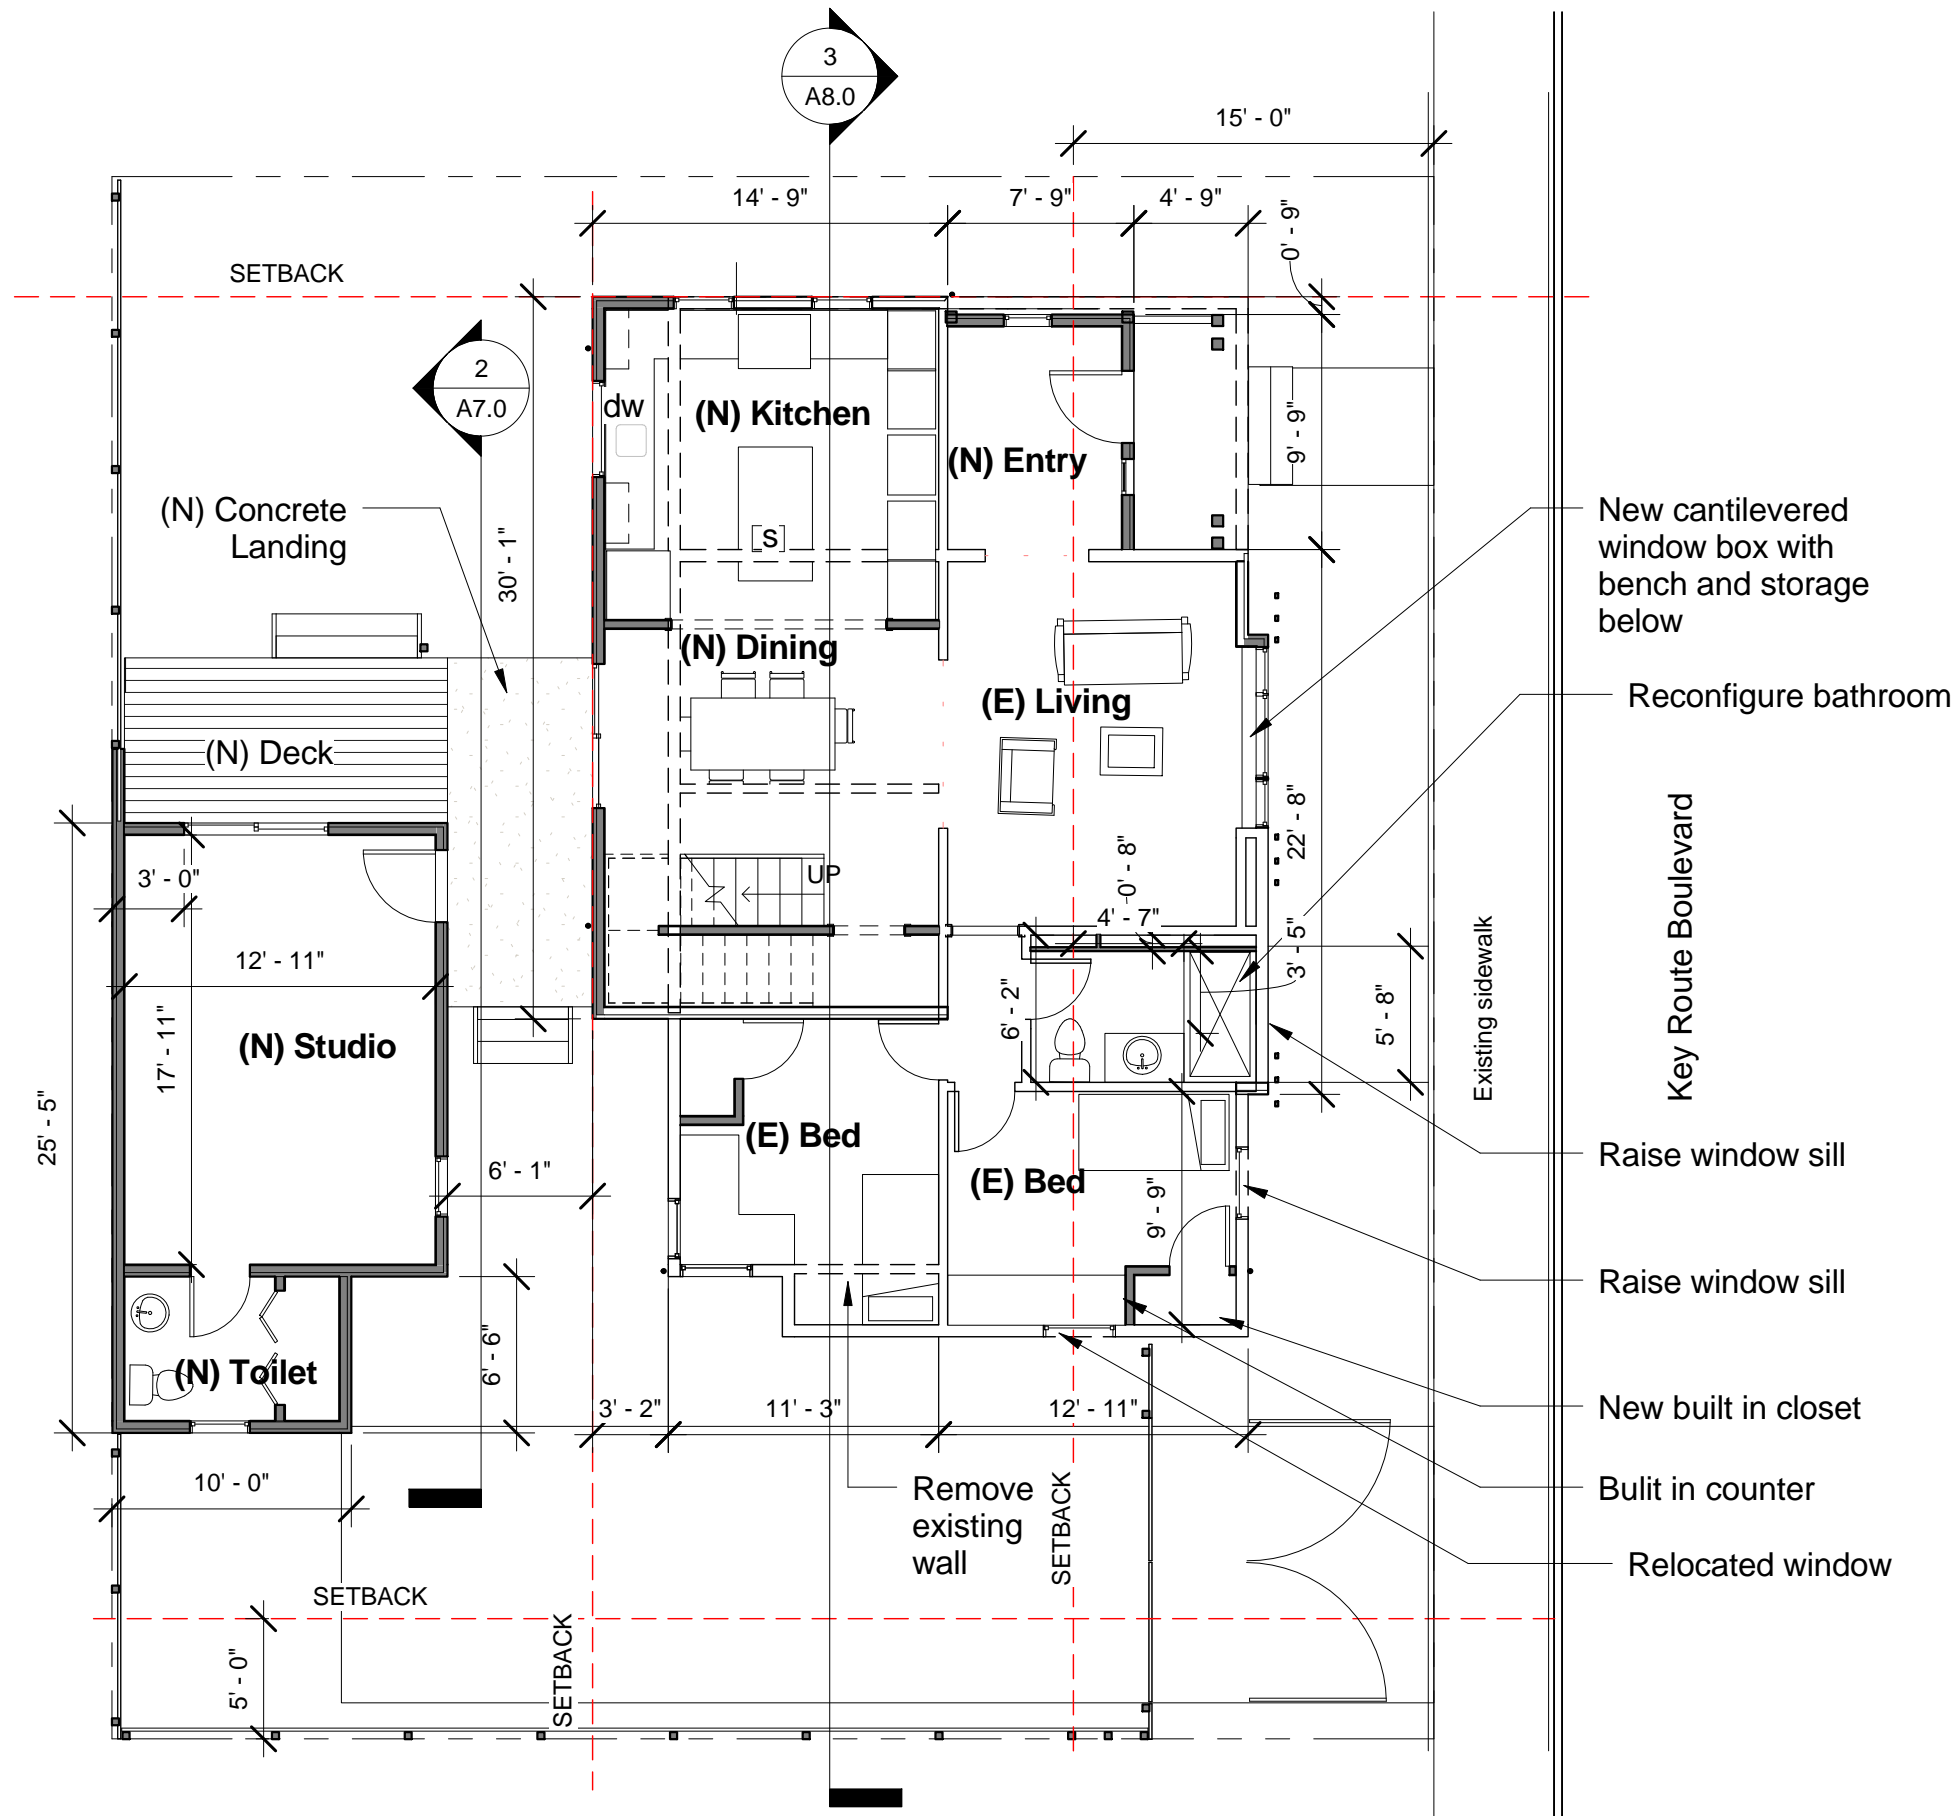 3
A8.0
15' - 0"
14' - 9"
7' - 9"
4' - 9"
0' - 9"
SETBACK
2
A7.0
dw
(N) Kitchen
(N) Entry
9' - 9"
(N) Concrete
Landing
30' - 1"
S
New cantilevered
window box with
bench and storage
below
(N) Dining
(E) Living
Reconfigure bathroom
(N) Deck
22' - 8"
Key Route Boulevard
3' - 0"
UP
0' - 8"
4' - 7"
3' - 5"
12' - 11"
Existing sidewalk
6' - 2"
5' - 8"
17' - 11"
(N) Studio
25' - 5"
(E) Bed
6' - 1"
(E) Bed
9' - 9"
Raise window sill
Raise window sill
6' - 6"
(N) Toilet
3' - 2"
11' - 3"
12' - 11"
New built in closet
10' - 0"
Remove
existing
wall
SETBACK
Bulit in counter
Relocated window
SETBACK
SETBACK
5' - 0"